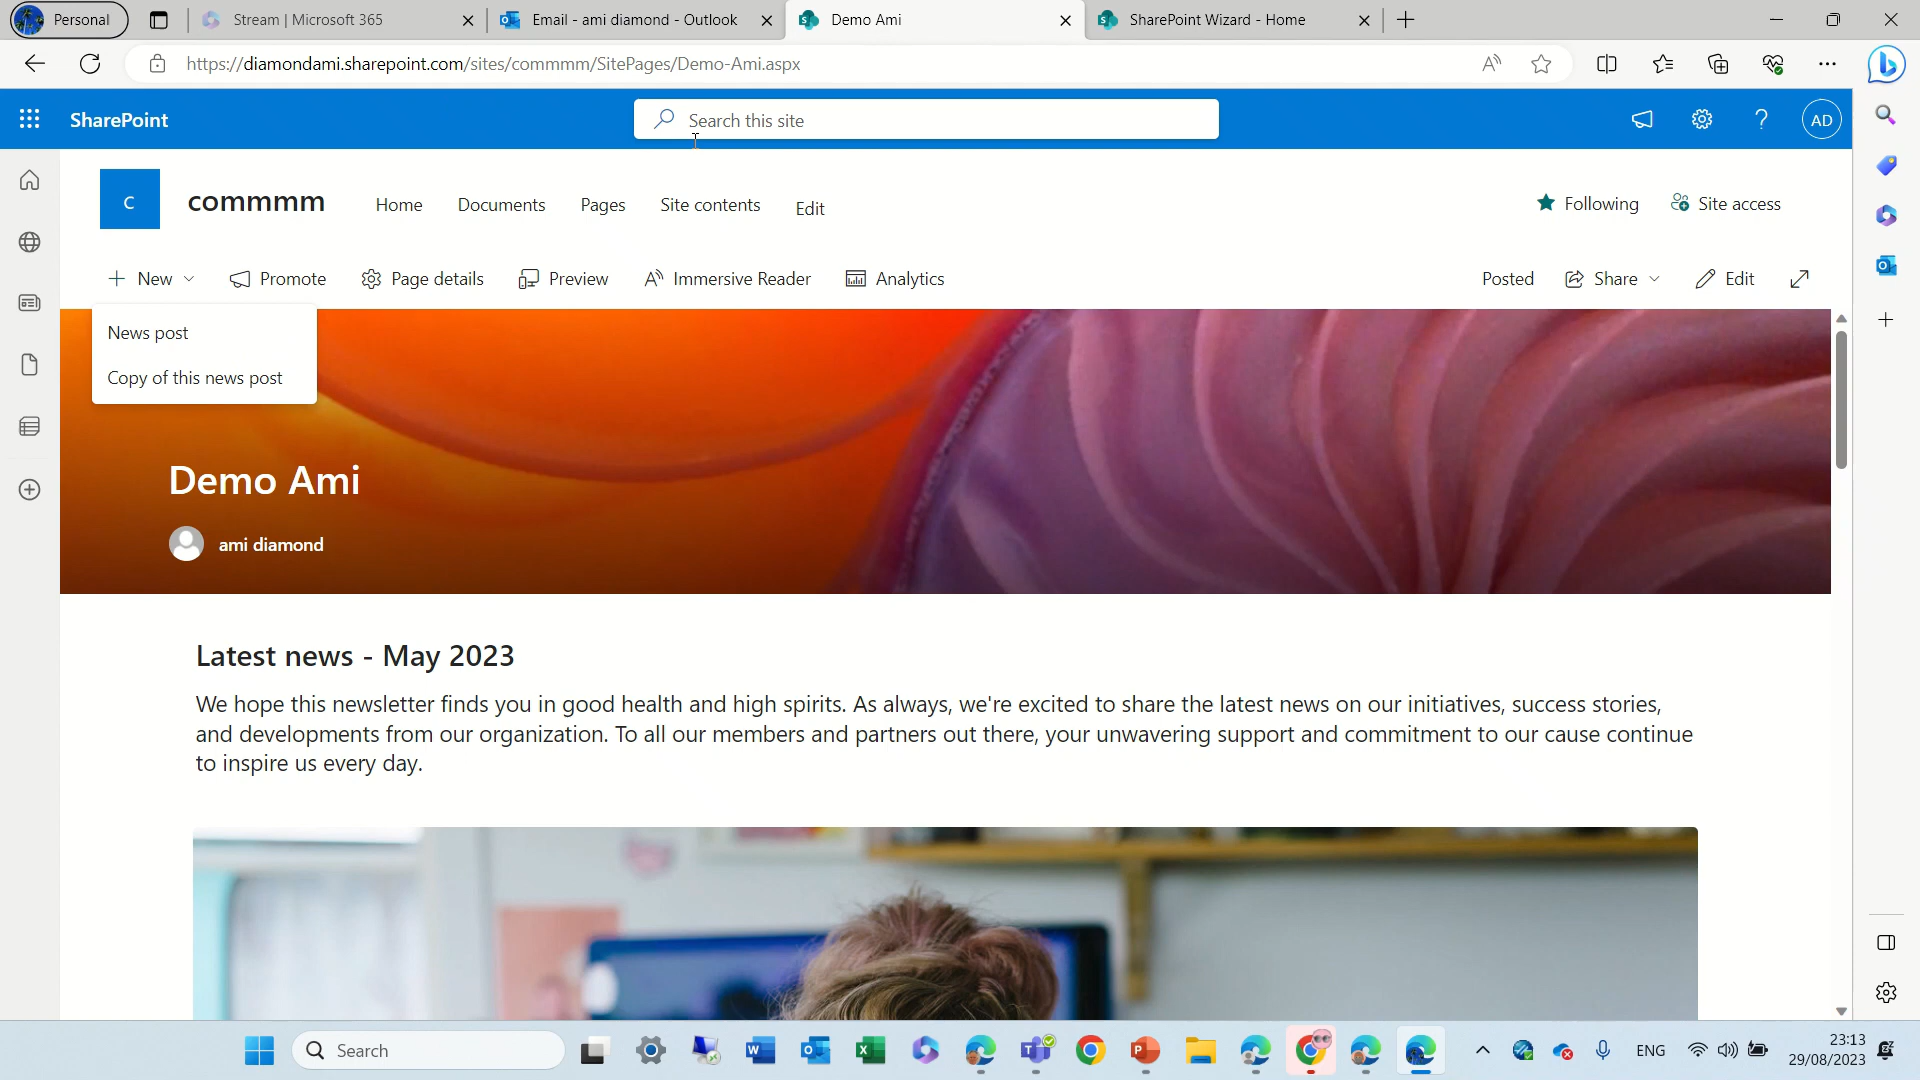 Personal
Stream | Microsoft 365
Email - ami diamond - Outlook
Demo Ami
SharePoint Wizard - Home
https://diamondami.sharepoint.com/sites/commmm/SitePages/Demo-Ami.aspx
SharePoint
Search this site
AD
C
commmm
Home
Documents
Pages
Site contents
Edit
Following
Site access
New
Promote
Page details
Preview
Immersive Reader
Analytics
Posted
Share
Edit
News post
Copy of this news post
Demo Ami
ami diamond
Latest news - May 2023
We hope this newsletter finds you in good health and high spirits. As always, we're excited to share the latest news on our initiatives, success stories,
and developments from our organization. To all our members and partners out there, your unwavering support and commitment to our cause continue
to inspire us every day.
Search
ENG
23:13
29/08/2023